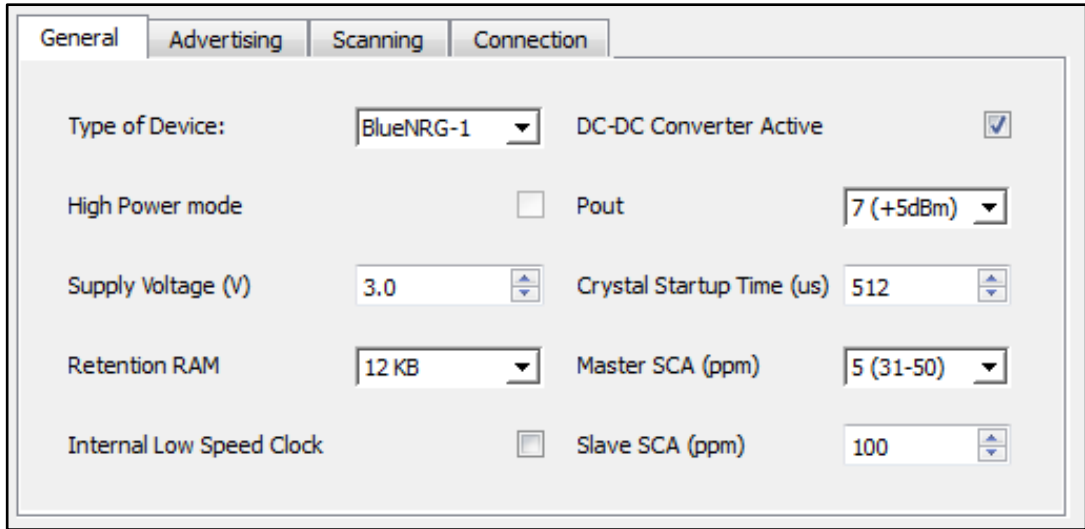 General Advertising Scanning Connection
Type of Device: BlueNRG-1 DC-DC Converter Active
High Power mode Pout 7 (+5dBm)
Supply Voltage (V) 3.0 Crystal Startup Time (us) 512
Retention RAM 12 KB Master SCA (ppm) 5 (31-50)
Internal Low Speed Clock Slave SCA (ppm) 100